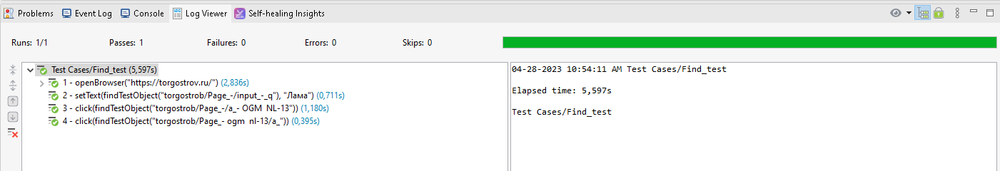 Problems Event Log Console Log Viewer Self-healing Insights
Runs: 1/1 Passes: 1 Failures: 0 Errors: 0 Skips: 0
Test Cases/Find_test (5,597s)
1 - openBrowser("https://torgostrov.ru/") (2,836s)
2 - setText(findTestObject("torgostrob/Page_-/input_-_q"), "Лама") (0,711s)
3 - click(findTestObject("torgostrob/Page_-/a_- OGM  NL-13")) (1,180s)
4 - click(findTestObject("torgostrob/Page_- ogm  nl-13/a_")) (0,395s)
04-28-2023 10:54:11 AM Test Cases/Find_test
Elapsed time: 5,597s
Test Cases/Find_test